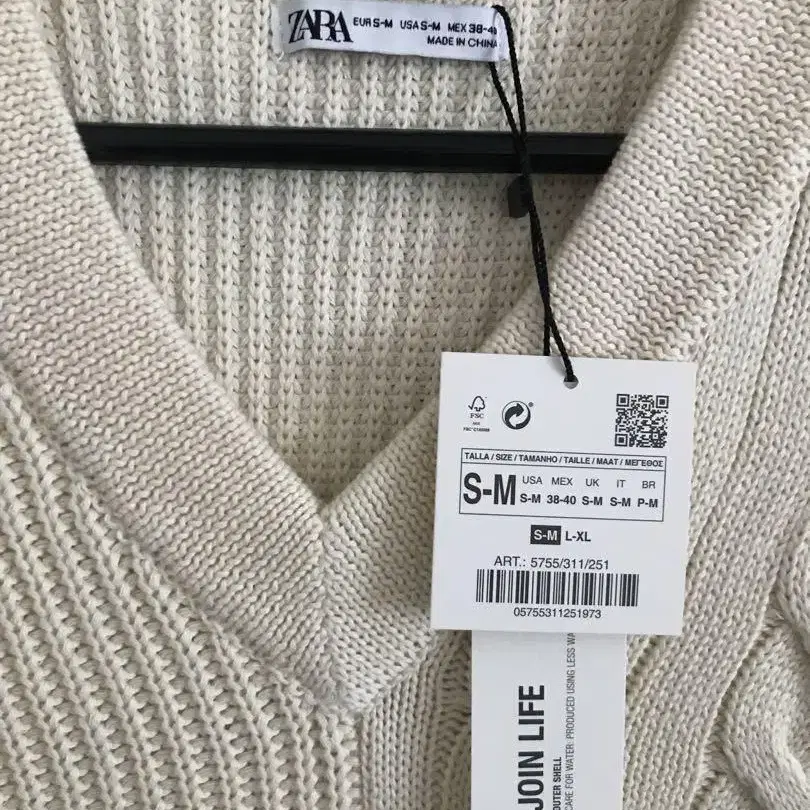 ZARA
EUR S-M USA S-M MEX 38-40
MADE IN CHINA
FSC
TALLA / SIZE / TAMANHO / TAILLE / MAAT / ΜΕΓΕΘΟΣ
S-M
USA MEX UK IT BR
S-M 38-40 S-M S-M P-M
S-M L-XL
ART.: 5755/311/251
05755311251973
JOIN LIFE
OUTER SHELL
CARE FOR WATER: PRODUCED USING LESS WA